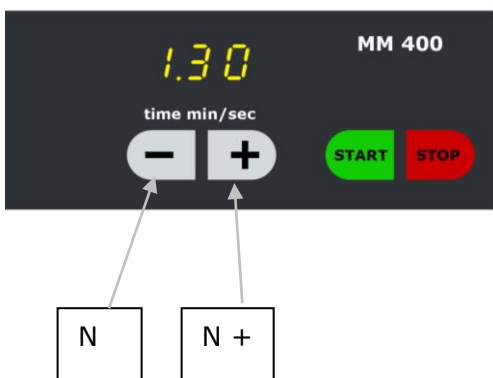 1.30
MM 400
time min/sec
− +
START STOP
N
N +